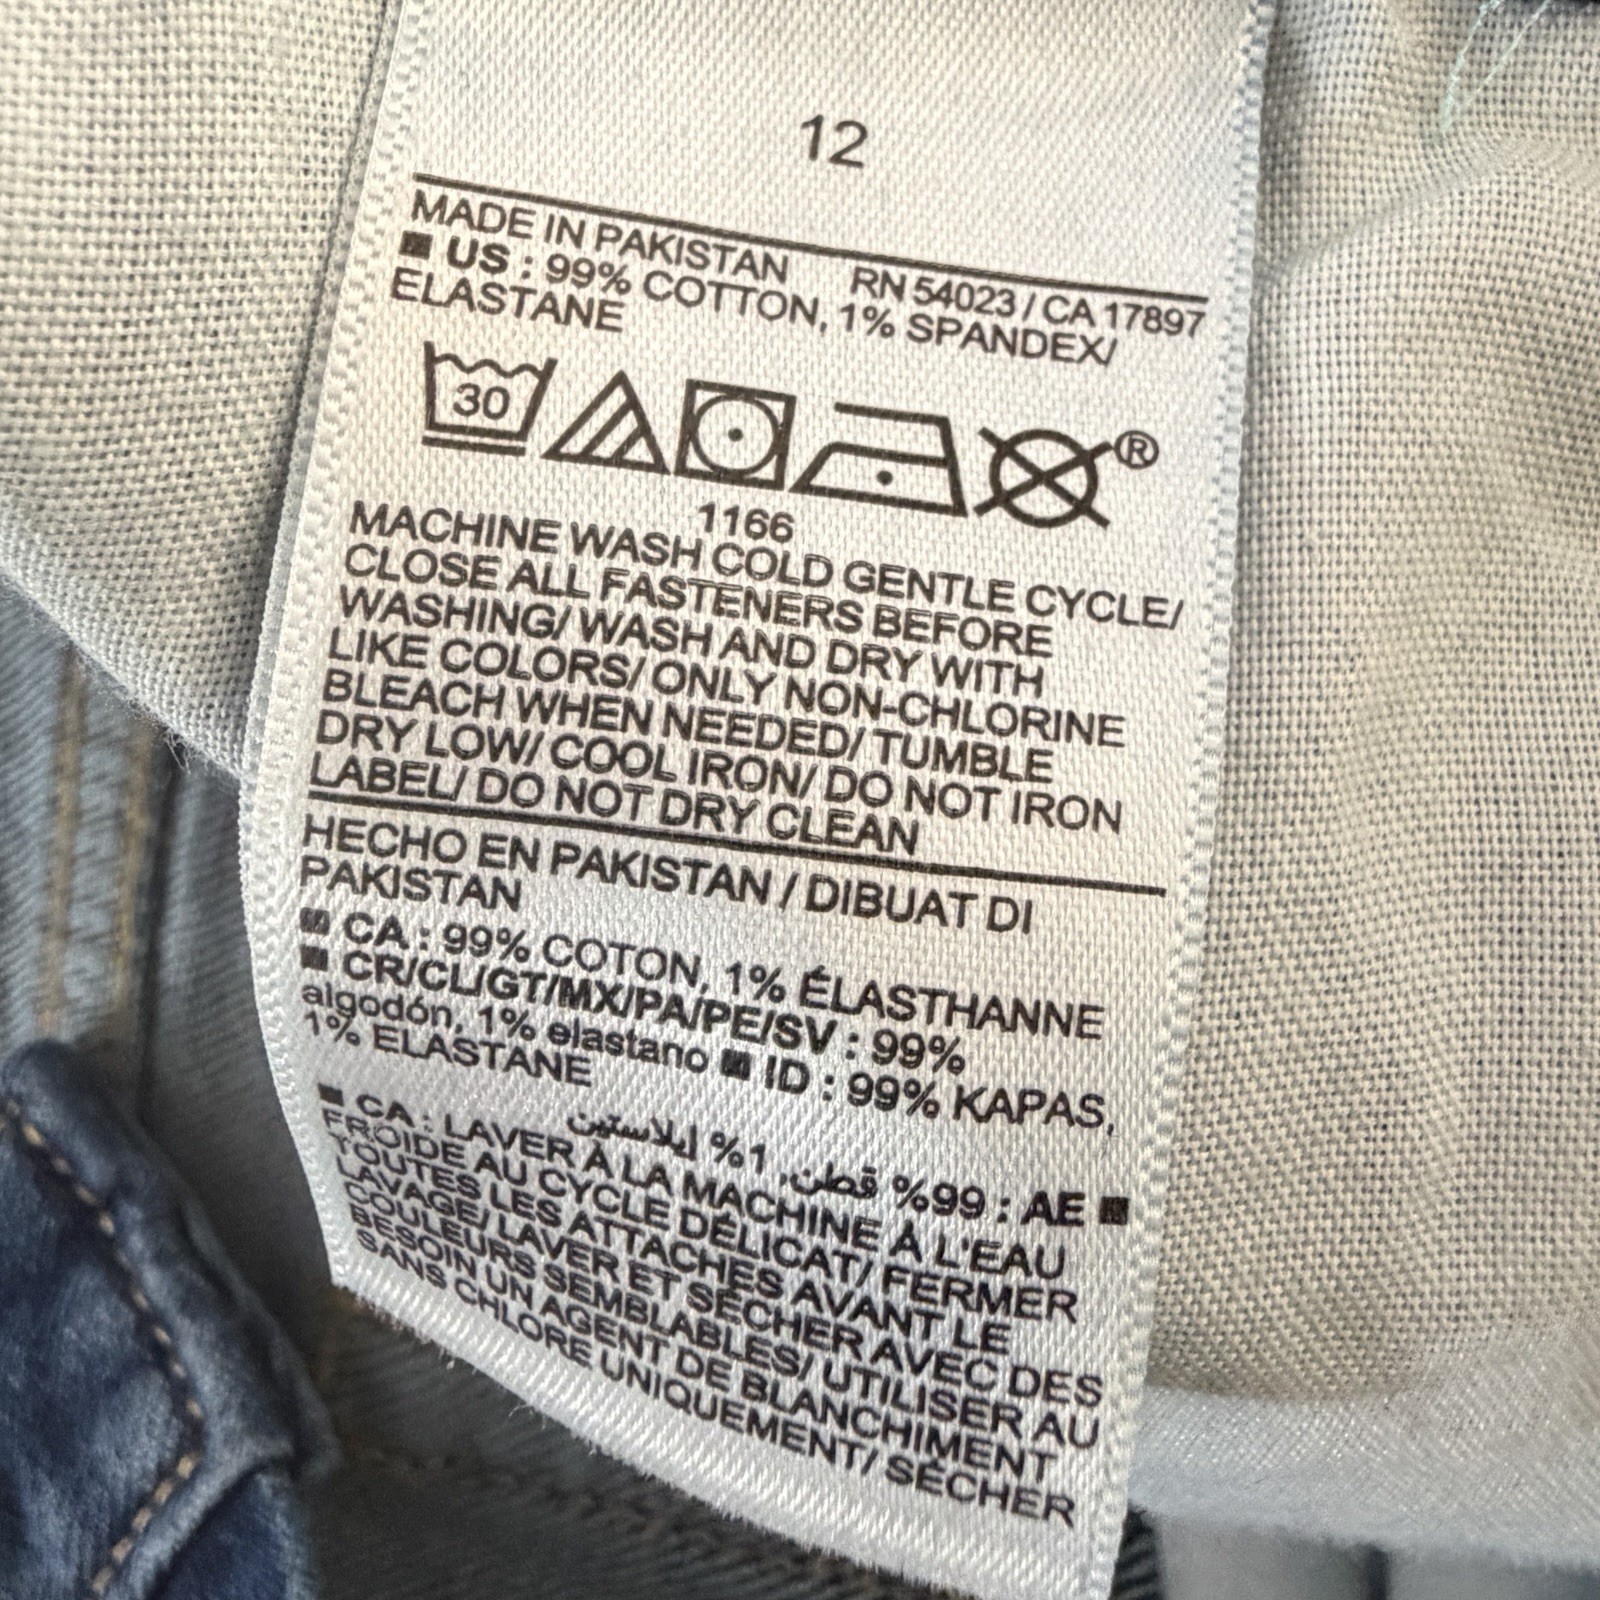 12
MADE IN PAKISTAN RN 54023 / CA 17897
■ US : 99% COTTON, 1% SPANDEX/
ELASTANE
30
®
1166
MACHINE WASH COLD GENTLE CYCLE/
CLOSE ALL FASTENERS BEFORE
WASHING/ WASH AND DRY WITH
LIKE COLORS/ ONLY NON-CHLORINE
BLEACH WHEN NEEDED/ TUMBLE
DRY LOW/ COOL IRON/ DO NOT IRON
LABEL/ DO NOT DRY CLEAN
HECHO EN PAKISTAN / DIBUAT DI
PAKISTAN
■ CA : 99% COTON, 1% ÉLASTHANNE
■ CR/CL/GT/MX/PA/PE/SV : 99%
algodón, 1% elastano ■ ID : 99% KAPAS,
1% ELASTANE
■ AE : 99% قطن, 1% إيلاستين
■ CA : LAVER À LA MACHINE À L'EAU
FROIDE AU CYCLE DÉLICAT/ FERMER
TOUTES LES ATTACHES AVANT LE
LAVAGE/ LAVER ET SÉCHER AVEC DES
COULEURS SEMBLABLES/ UTILISER AU
BESOIN UN AGENT DE BLANCHIMENT
SANS CHLORE UNIQUEMENT/ SÉCHER